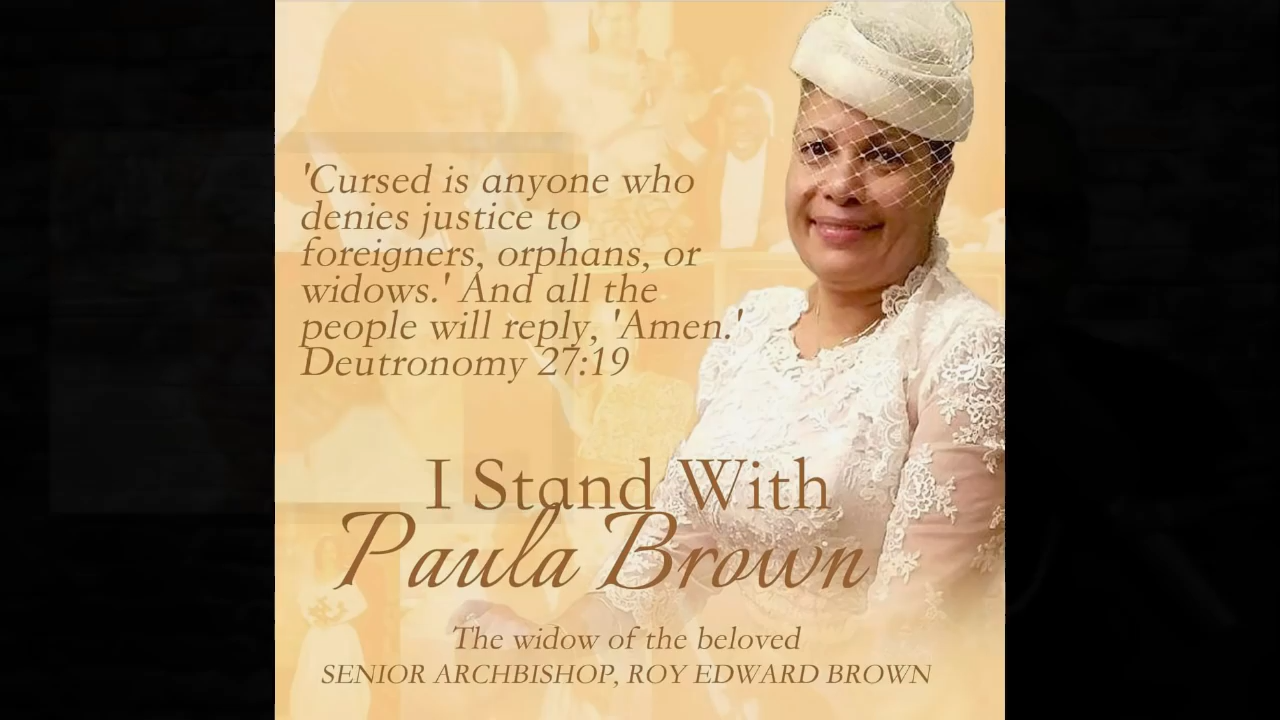 'Cursed is anyone who
denies justice to
foreigners, orphans, or
widows.' And all the
people will reply, 'Amen.'
Deutronomy 27:19
I Stand With
Paula Brown
The widow of the beloved
SENIOR ARCHBISHOP, ROY EDWARD BROWN